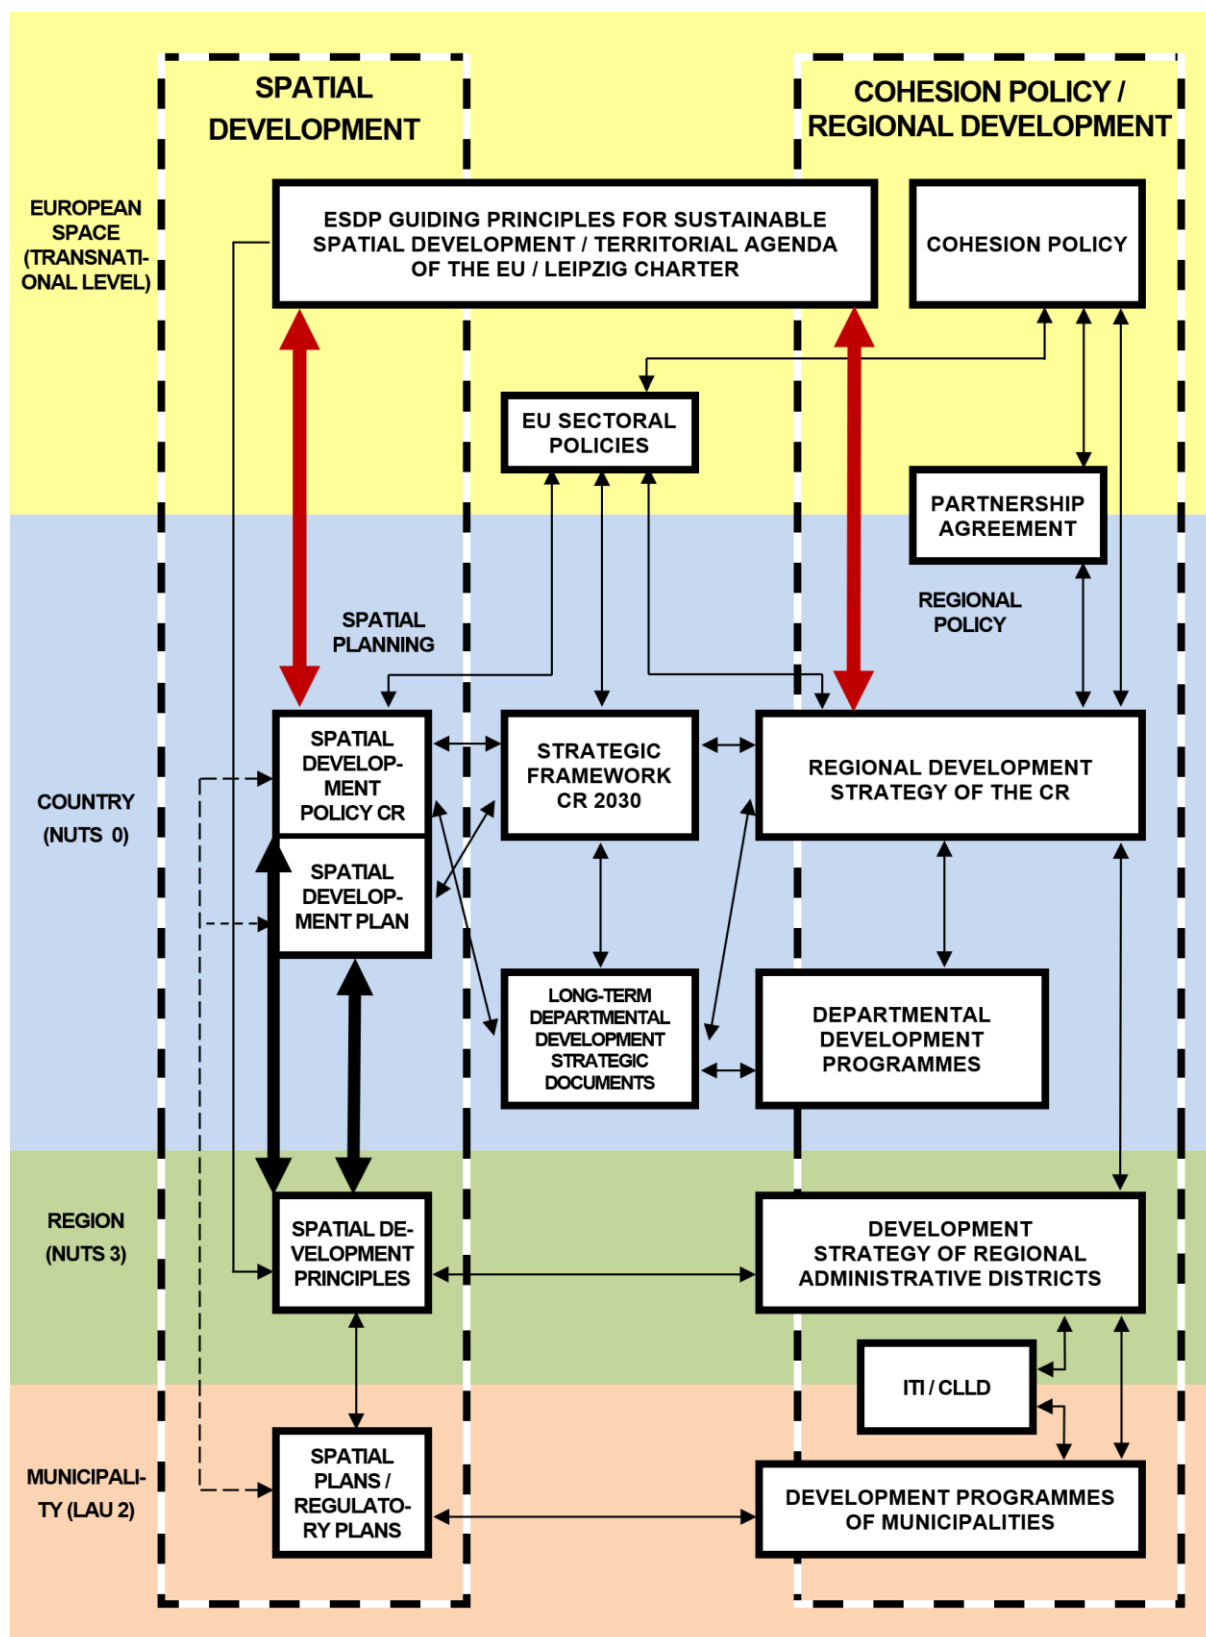 SPATIAL
DEVELOPMENT
COHESION POLICY /
REGIONAL DEVELOPMENT
EUROPEAN
SPACE
(TRANSNATI-
ONAL LEVEL)
ESDP GUIDING PRINCIPLES FOR SUSTAINABLE
SPATIAL DEVELOPMENT / TERRITORIAL AGENDA
OF THE EU / LEIPZIG CHARTER
COHESION POLICY
EU SECTORAL
POLICIES
PARTNERSHIP
AGREEMENT
SPATIAL
PLANNING
REGIONAL
POLICY
COUNTRY
(NUTS 0)
SPATIAL
DEVELOP-
MENT
POLICY CR
STRATEGIC
FRAMEWORK
CR 2030
REGIONAL DEVELOPMENT
STRATEGY OF THE CR
SPATIAL
DEVELOP-
MENT PLAN
LONG-TERM
DEPARTMENTAL
DEVELOPMENT
STRATEGIC
DOCUMENTS
DEPARTMENTAL
DEVELOPMENT
PROGRAMMES
REGION
(NUTS 3)
SPATIAL DE-
VELOPMENT
PRINCIPLES
DEVELOPMENT
STRATEGY OF REGIONAL
ADMINISTRATIVE DISTRICTS
ITI / CLLD
MUNICIPALI-
TY (LAU 2)
SPATIAL
PLANS /
REGULATO-
RY PLANS
DEVELOPMENT PROGRAMMES
OF MUNICIPALITIES